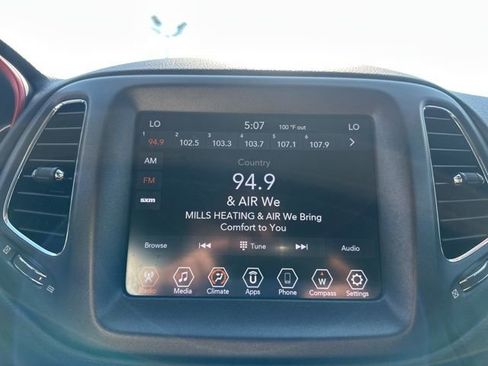 LO 5:07 100 °F out LO
1 94.9 2 102.5 3 103.3 4 103.7 5 107.1 6 107.9
AM
FM
sxm
Country
94.9
& AIR We
MILLS HEATING & AIR We Bring
Comfort to You
Browse Tune Audio
Media Climate Apps Phone Compass Settings
U W